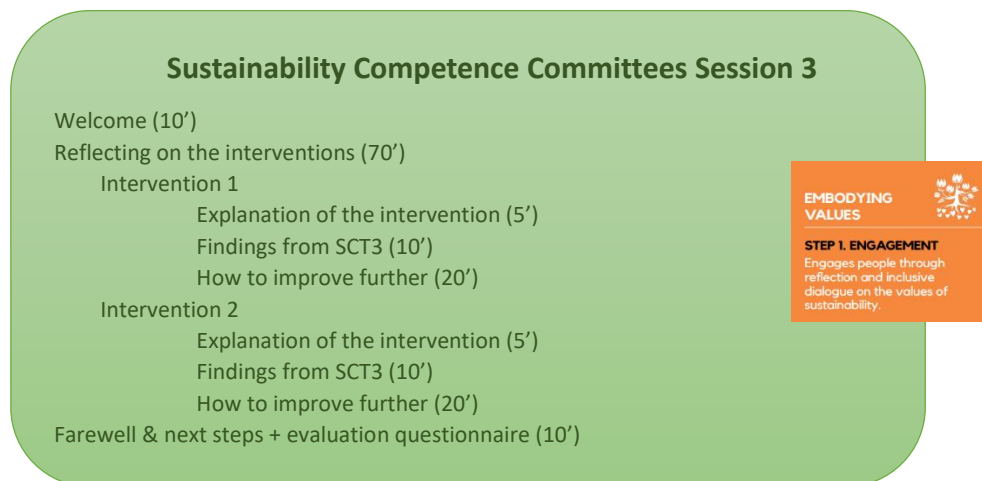 Sustainability Competence Committees Session 3
Welcome (10’)
Reflecting on the interventions (70’)
Intervention 1
Explanation of the intervention (5’)
Findings from SCT3 (10’)
How to improve further (20’)
Intervention 2
Explanation of the intervention (5’)
Findings from SCT3 (10’)
How to improve further (20’)
Farewell & next steps + evaluation questionnaire (10’)
EMBODYING
VALUES
STEP 1. ENGAGEMENT
Engages people through
reflection and inclusive
dialogue on the values of
sustainability.